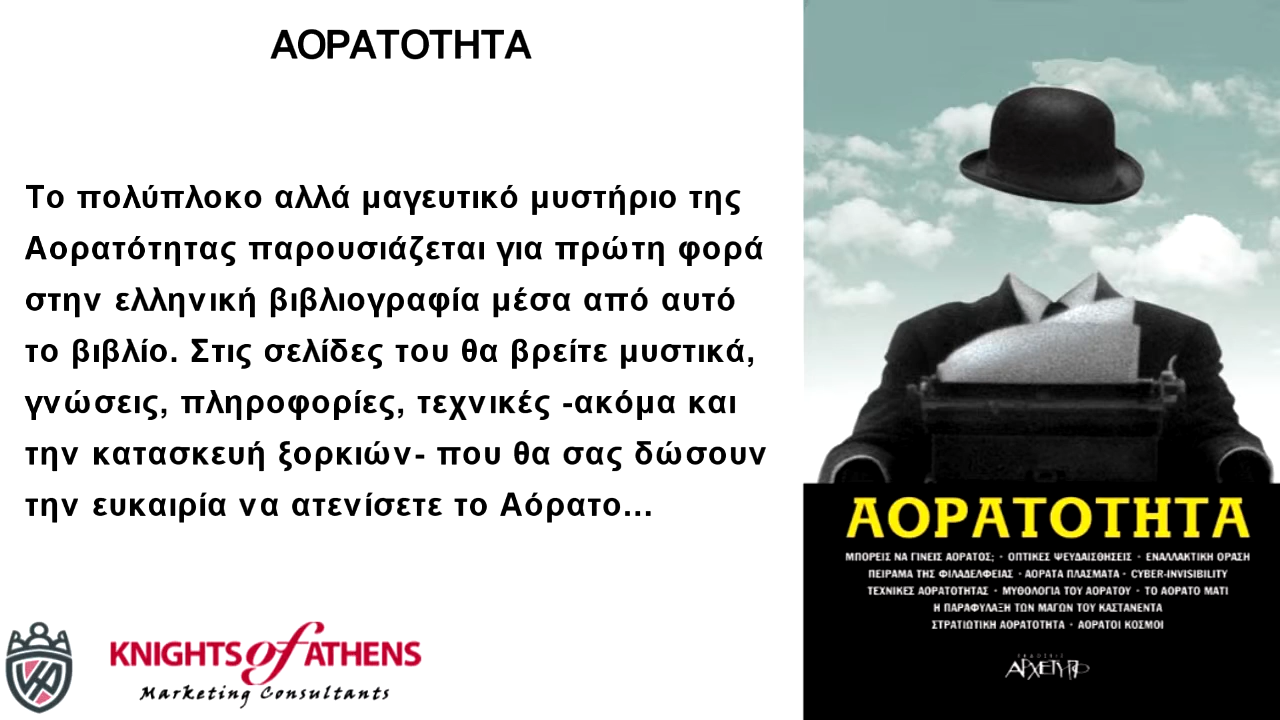 ΑΟΡΑΤΟΤΗΤΑ
Το πολύπλοκο αλλά μαγευτικό μυστήριο της
Αορατότητας παρουσιάζεται για πρώτη φορά
στην ελληνική βιβλιογραφία μέσα από αυτό
το βιβλίο. Στις σελίδες του θα βρείτε μυστικά,
γνώσεις, πληροφορίες, τεχνικές -ακόμα και
την κατασκευή ξορκιών- που θα σας δώσουν
την ευκαιρία να ατενίσετε το Αόρατο...
KNIGHTS of ATHENS
Marketing Consultants
ΑΟΡΑΤΟΤΗΤΑ
ΜΠΟΡΕΙΣ ΝΑ ΓΙΝΕΙΣ ΑΟΡΑΤΟΣ; · ΟΠΤΙΚΕΣ ΨΕΥΔΑΙΣΘΗΣΕΙΣ · ΕΝΑΛΛΑΚΤΙΚΗ ΟΡΑΣΗ
ΠΕΙΡΑΜΑ ΤΗΣ ΦΙΛΑΔΕΛΦΕΙΑΣ · ΑΟΡΑΤΑ ΠΛΑΣΜΑΤΑ · CYBER-INVISIBILITY
ΤΕΧΝΙΚΕΣ ΑΟΡΑΤΟΤΗΤΑΣ · ΜΥΘΟΛΟΓΙΑ ΤΟΥ ΑΟΡΑΤΟΥ · ΤΟ ΑΟΡΑΤΟ ΜΑΤΙ
Η ΠΑΡΑΦΥΛΑΞΗ ΤΩΝ ΜΑΓΩΝ ΤΟΥ ΚΑΣΤΑΝΕΝΤΑ
ΣΤΡΑΤΙΩΤΙΚΗ ΑΟΡΑΤΟΤΗΤΑ · ΑΟΡΑΤΟΙ ΚΟΣΜΟΙ
ΕΚΔΟΣΕΙΣ
ΑΡΧΕΤΥΠΟ